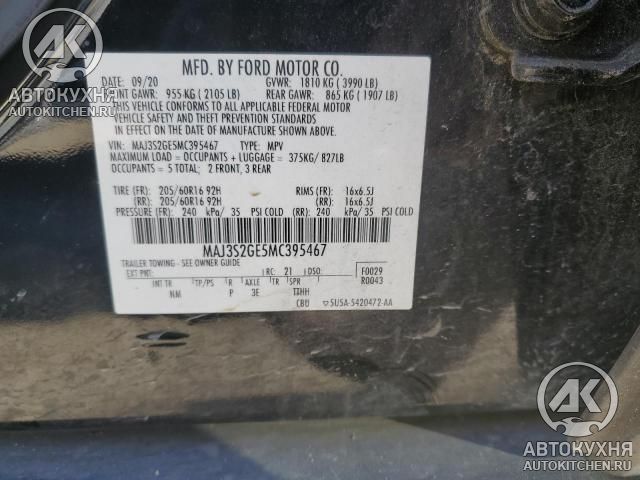 АК
АВТОКУХНЯ
AUTOKITCHEN.RU
MFD. BY FORD MOTOR CO.
DATE: 09/20 GVWR: 1810 KG ( 3990 LB)
FRONT GAWR: 955 KG ( 2105 LB) REAR GAWR: 865 KG ( 1907 LB)
THIS VEHICLE CONFORMS TO ALL APPLICABLE FEDERAL MOTOR
VEHICLE SAFETY AND THEFT PREVENTION STANDARDS
IN EFFECT ON THE DATE OF MANUFACTURE SHOWN ABOVE.
VIN: MAJ3S2GE5MC395467 TYPE: MPV
MAXIMUM LOAD = OCCUPANTS + LUGGAGE = 375KG/ 827LB
OCCUPANTS = 5 TOTAL; 2 FRONT, 3 REAR
TIRE (FR): 205/60R16 92H RIMS (FR): 16x6.5J
(RR): 205/60R16 92H (RR): 16x6.5J
PRESSURE (FR): 240 kPa/ 35 PSI COLD (RR): 240 kPa/ 35 PSI COLD
MAJ3S2GE5MC395467
TRAILER TOWING - SEE OWNER GUIDE
EXT PNT: RC: 21 DSO: F0029
R0043
INT TR TP/PS R AXLE TR SPR
NM P 3E
CBU 5U5A-5420472-AA
АК
АВТОКУХНЯ
AUTOKITCHEN.RU